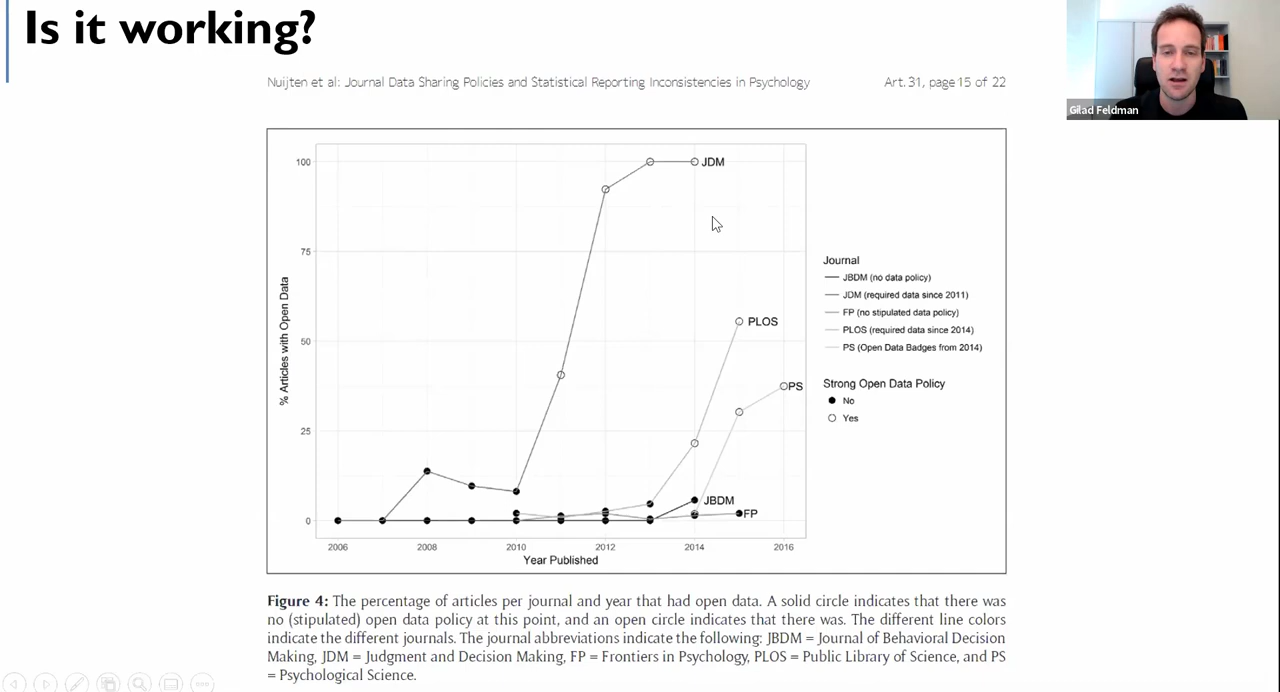 Is it working?
Gilad Feldman
Nuijten et al: Journal Data Sharing Policies and Statistical Reporting Inconsistencies in Psychology
Art. 31, page 15 of 22
% Articles with Open Data
100
75
50
25
0
JDM
PLOS
PS
JBDM
FP
2006
2008
2010
2012
2014
2016
Year Published
Journal
JBDM (no data policy)
JDM (required data since 2011)
FP (no stipulated data policy)
PLOS (required data since 2014)
PS (Open Data Badges from 2014)
Strong Open Data Policy
No
Yes
Figure 4: The percentage of articles per journal and year that had open data. A solid circle indicates that there was
no (stipulated) open data policy at this point, and an open circle indicates that there was. The different line colors
indicate the different journals. The journal abbreviations indicate the following: JBDM = Journal of Behavioral Decision
Making, JDM = Judgment and Decision Making, FP = Frontiers in Psychology, PLOS = Public Library of Science, and PS
= Psychological Science.